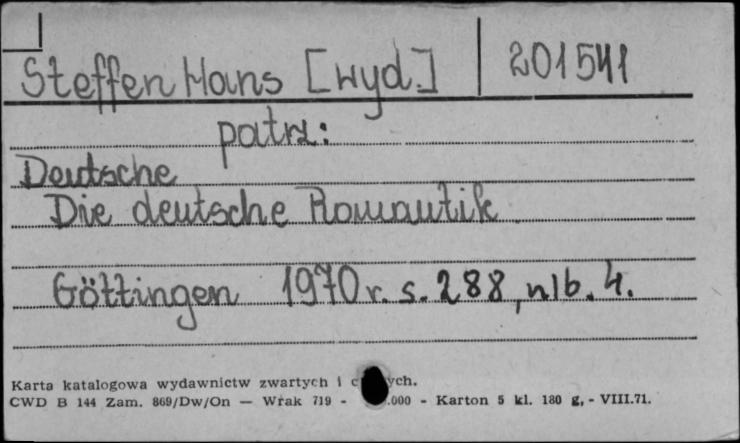 Steffen Hans [wyd.] 201541
patrz:
Deutsche
Die deutsche Romantik
Göttingen 1970 r. s. 288, nlb. 4.
Karta katalogowa wydawnictw zwartych i
CWD B 144 Zam. 869/Dw/On — Wrak 719 - .000 - Karton 5 kl. 180 g, - VIII.71.